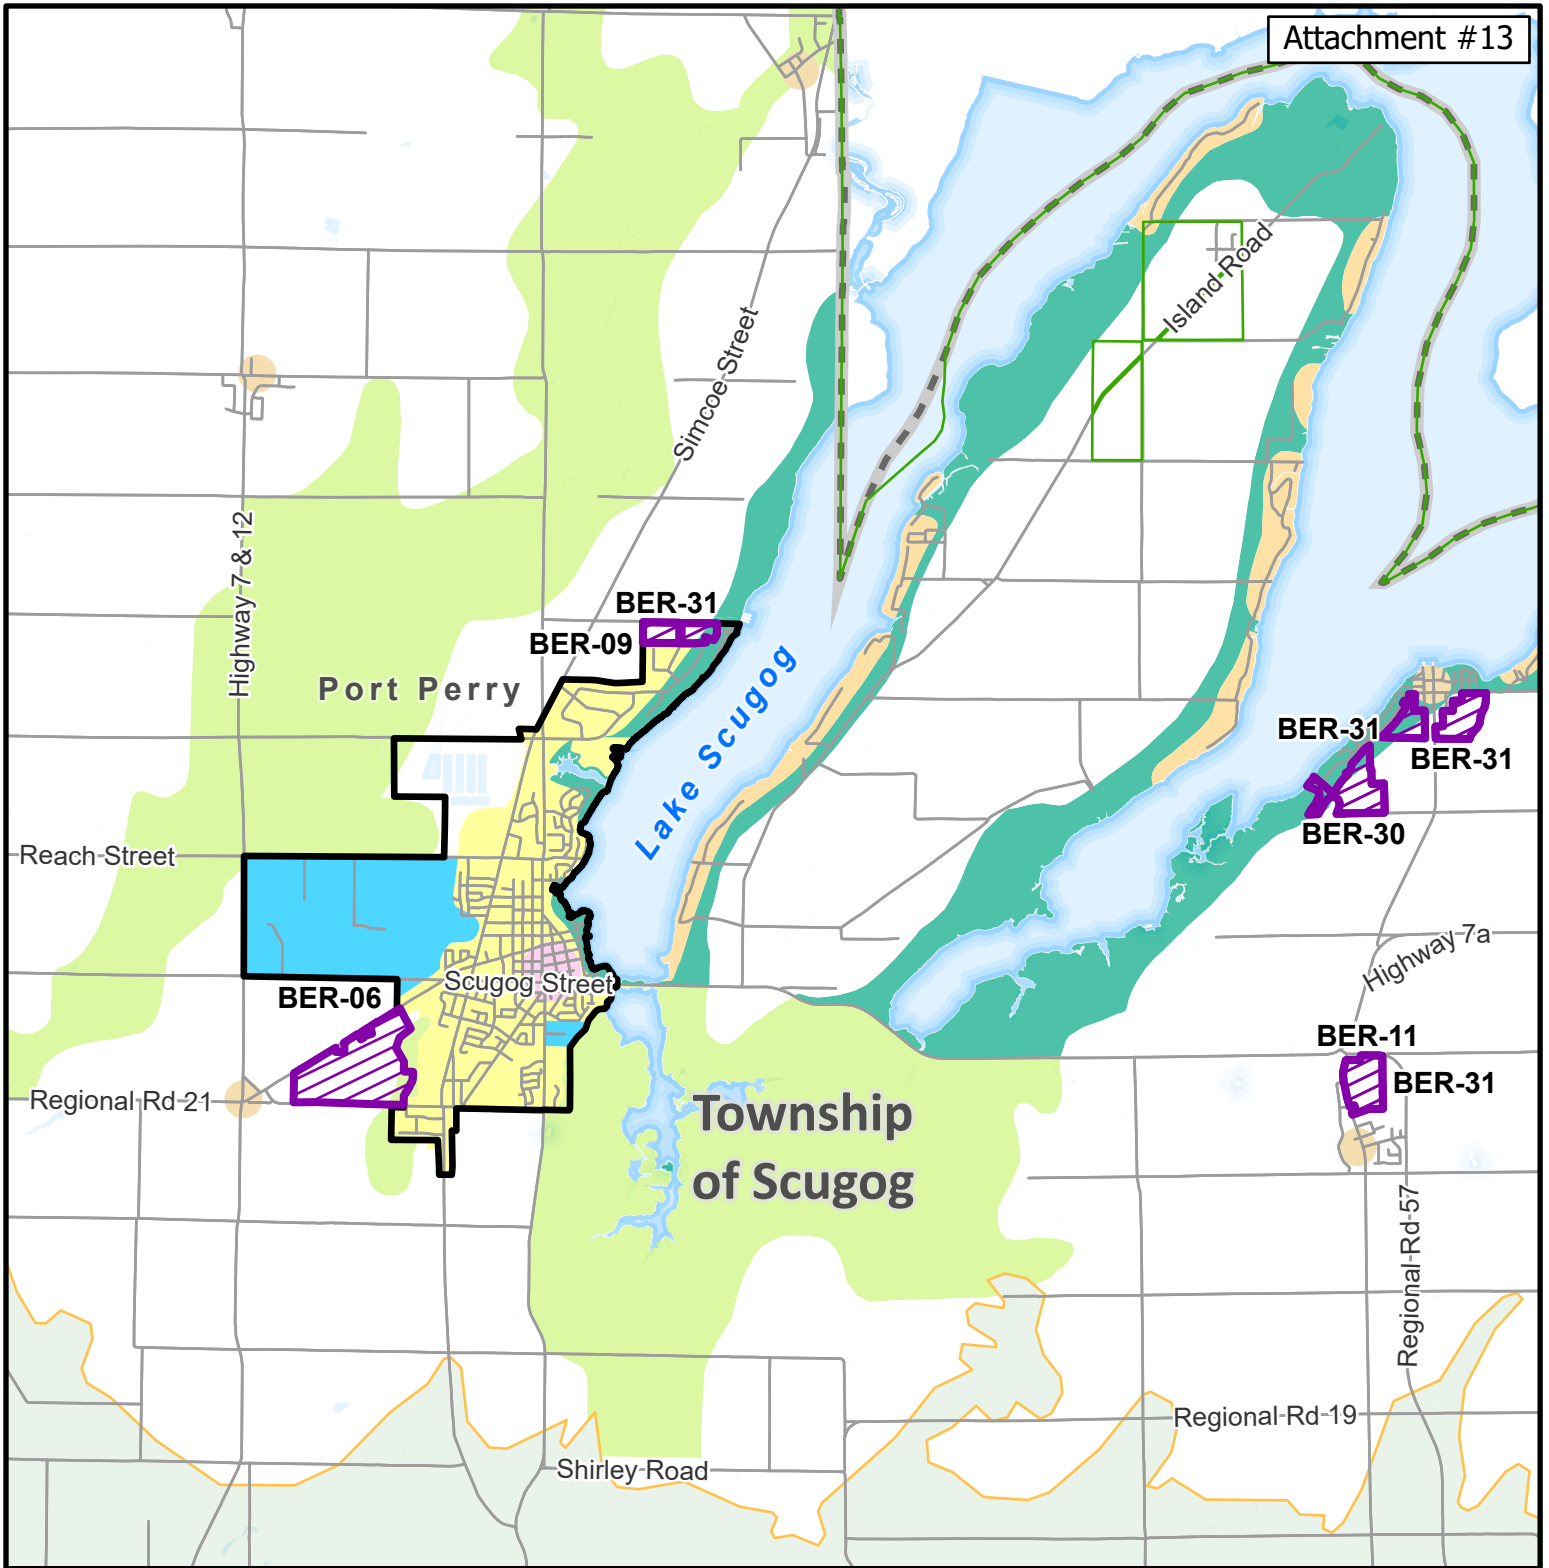 Attachment #13
Island Road
Simcoe Street
Highway 7 & 12
BER-31
BER-09
Port Perry
Lake Scugog
BER-31
BER-31
BER-30
Reach Street
Highway 7a
Scugog Street
BER-06
BER-11
BER-31
Regional Rd 21
Township
of Scugog
Regional Rd 57
Regional Rd 19
Shirley Road